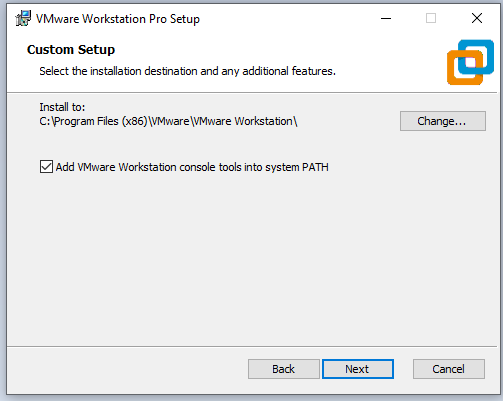 VMware Workstation Pro Setup
Custom Setup
Select the installation destination and any additional features.
Install to:
C:\Program Files (x86)\VMware\VMware Workstation\
Change...
Add VMware Workstation console tools into system PATH
Back
Next
Cancel